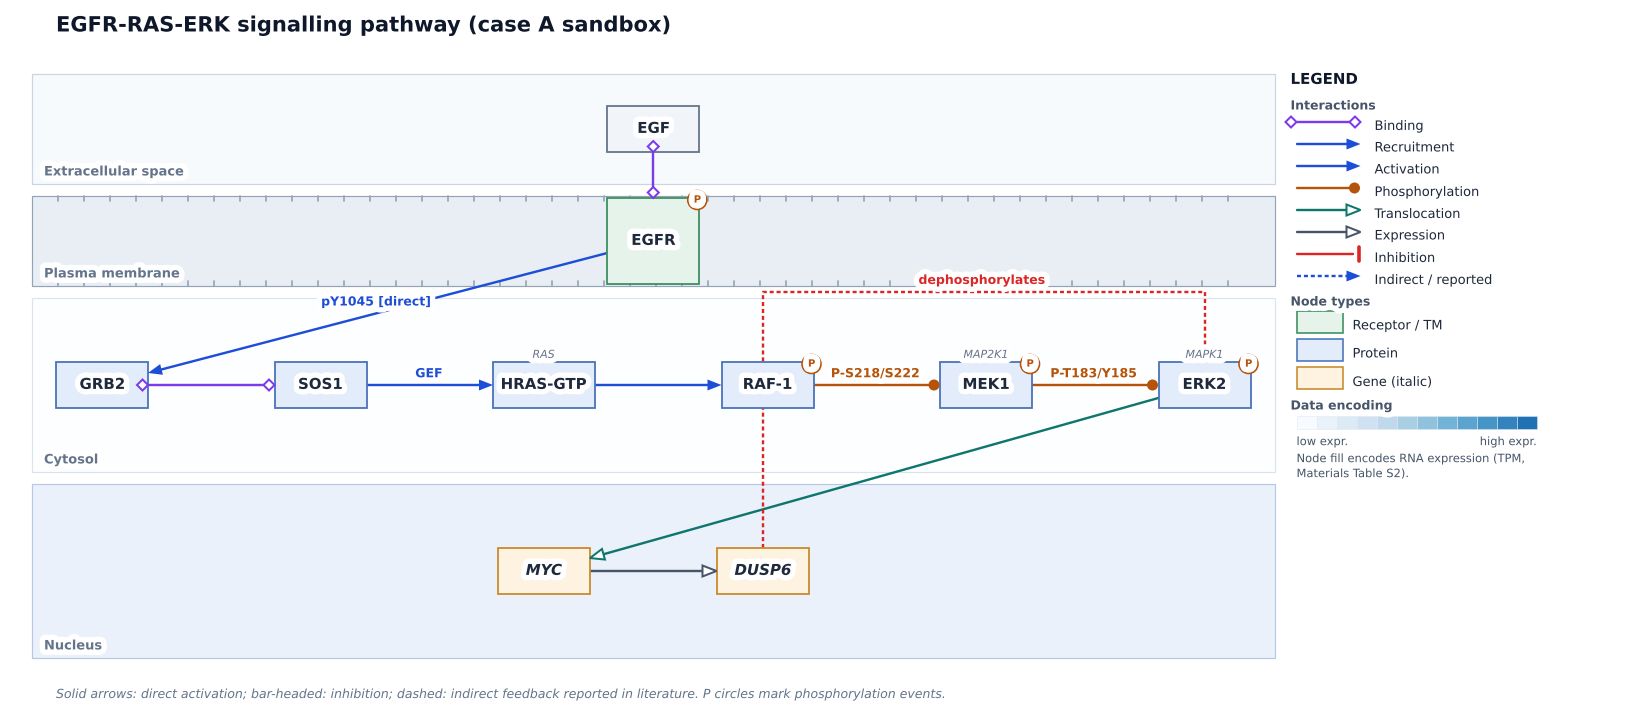 EGFR-RAS-ERK signalling pathway (case A sandbox)
EGF
Extracellular space
P
EGFR
Plasma membrane
dephosphorylates
pY1045 [direct]
RAS
MAP2K1
MAPK1
P
P
P
GRB2
SOS1
GEF
HRAS-GTP
RAF-1
P-S218/S222
MEK1
P-T183/Y185
ERK2
Cytosol
MYC
DUSP6
Nucleus
LEGEND
Interactions
Binding
Recruitment
Activation
Phosphorylation
Translocation
Expression
Inhibition
Indirect / reported
Node types
Receptor / TM
Protein
Gene (italic)
Data encoding
low expr.
high expr.
Node fill encodes RNA expression (TPM,
Materials Table S2).
Solid arrows: direct activation; bar-headed: inhibition; dashed: indirect feedback reported in literature. P circles mark phosphorylation events.